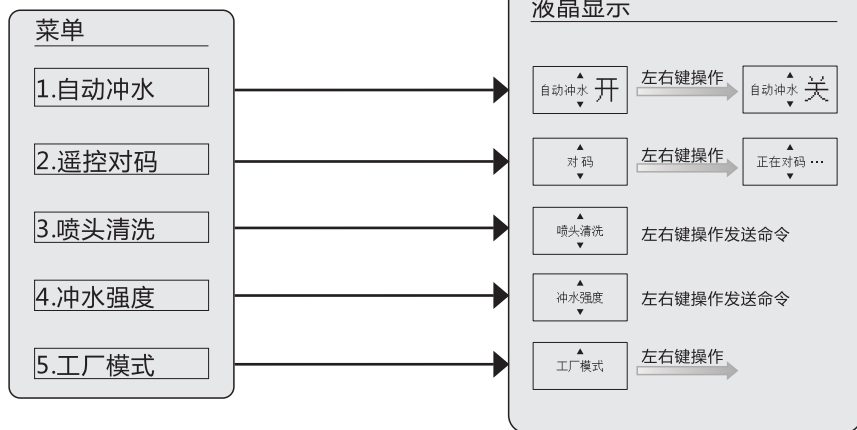 菜单
1.自动冲水
2.遥控对码
3.喷头清洗
4.冲水强度
5.工厂模式
液晶显示
自动冲水 开
左右键操作
自动冲水 关
对 码
左右键操作
正在对码 ···
喷头清洗
左右键操作发送命令
冲水强度
左右键操作发送命令
工厂模式
左右键操作